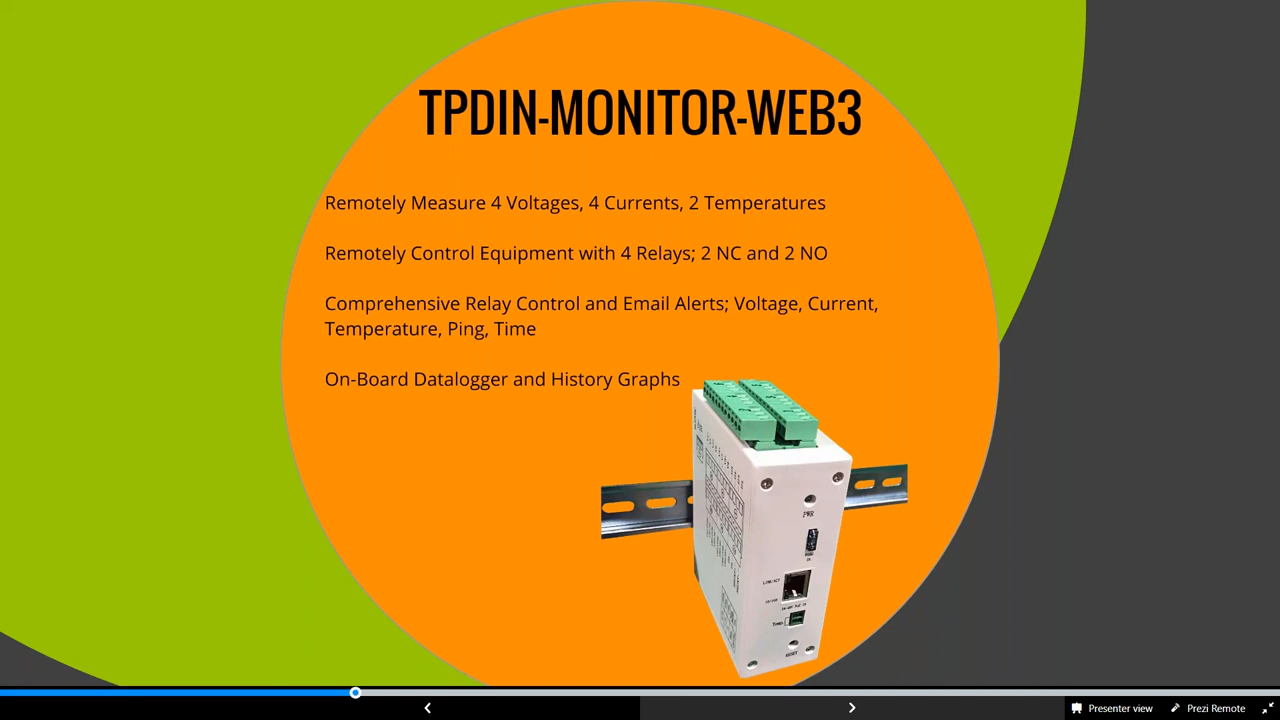 TPDIN-MONITOR-WEB3
Remotely Measure 4 Voltages, 4 Currents, 2 Temperatures
Remotely Control Equipment with 4 Relays; 2 NC and 2 NO
Comprehensive Relay Control and Email Alerts; Voltage, Current,
Temperature, Ping, Time
On-Board Datalogger and History Graphs
PWR
LINK/ACT
RESET
Presenter view
Prezi Remote